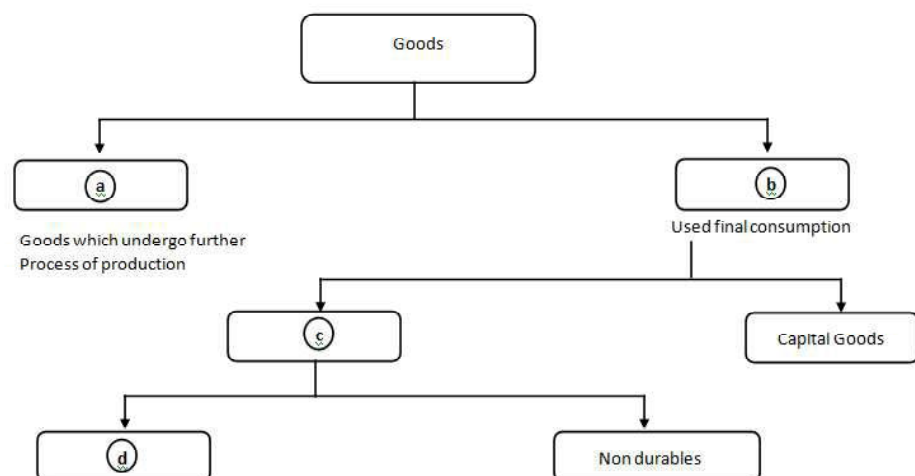 Goods
a
b
Goods which undergo further
Process of production
Used final consumption
c
Capital Goods
d
Non durables